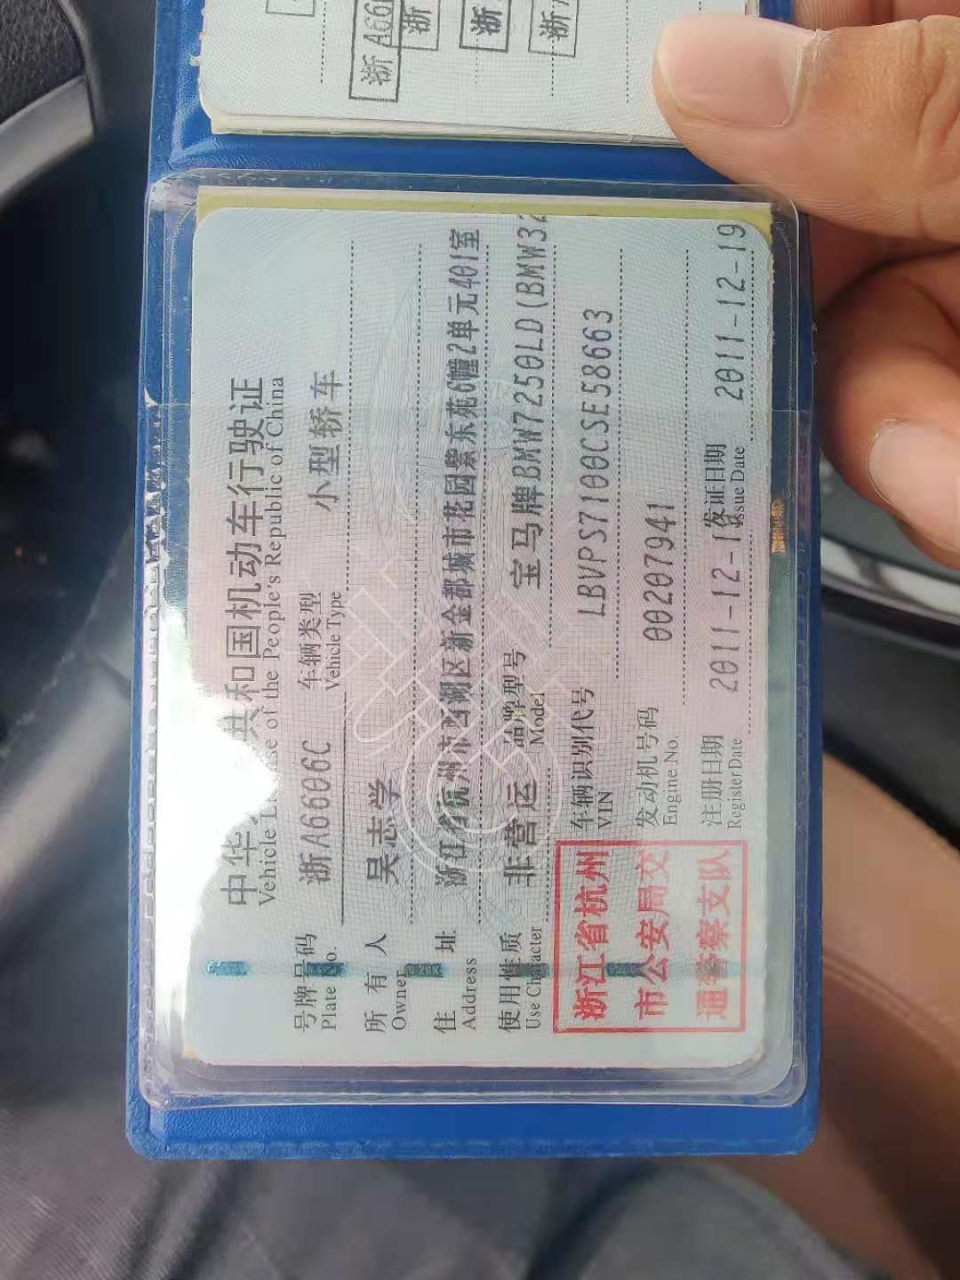 浙A66
浙
浙
浙
中华 共和国机动车行驶证
Vehicle of the People's Republic of China
号牌号码 浙A6606C 车辆类型 小型轿车
Plate No. Vehicle Type
所有人 吴志学
Owner
住址 浙江省杭州市西湖区新金都城市花园紫东苑6幢2单元401室
Address
使用性质 非营运 品牌型号 宝马牌BMW7250LD(BMW32
Use Character Model
浙江省杭州市公安局交通警察支队
车辆识别代号 LBVPS7100CSE58663
VIN
发动机号码 00207941
Engine No.
注册日期 2011-12-19 发证日期 2011-12-19
Register Date Issue Date